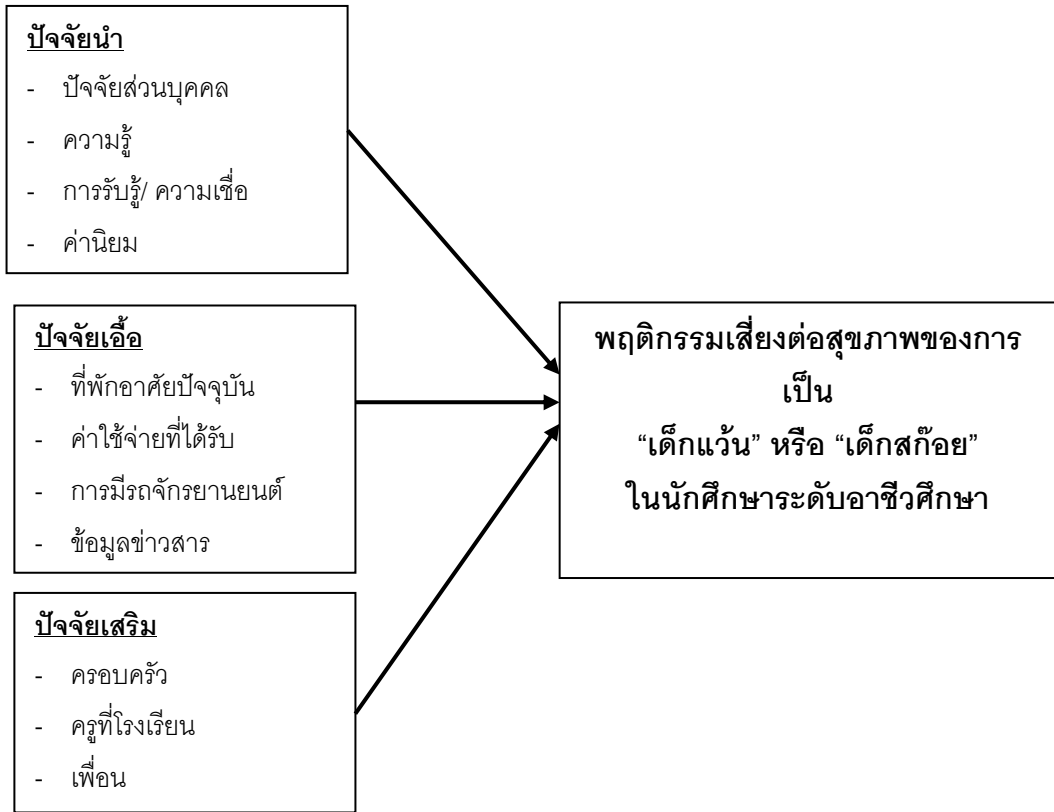 ปัจจัยนำ
- ปัจจัยส่วนบุคคล
- ความรู้
- การรับรู้/ ความเชื่อ
- ค่านิยม
ปัจจัยเอื้อ
- ที่พักอาศัยปัจจุบัน
- ค่าใช้จ่ายที่ได้รับ
- การมีรถจักรยานยนต์
- ข้อมูลข่าวสาร
ปัจจัยเสริม
- ครอบครัว
- ครูที่โรงเรียน
- เพื่อน
พฤติกรรมเสี่ยงต่อสุขภาพของการ
เป็น
“เด็กแว้น” หรือ “เด็กสก๊อย”
ในนักศึกษาระดับอาชีวศึกษา